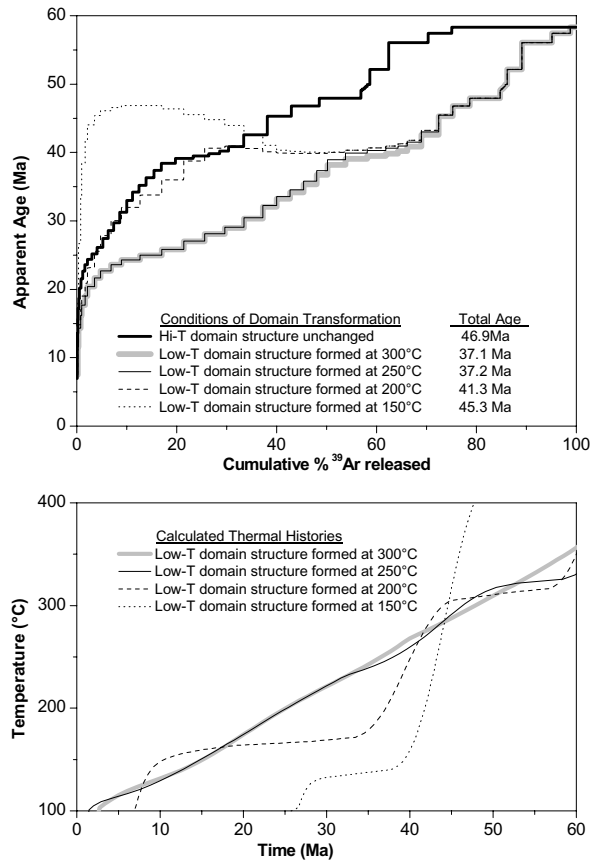 60
50
40
30
20
10
0
Apparent Age (Ma)
Conditions of Domain Transformation Total Age
Hi-T domain structure unchanged 46.9Ma
Low-T domain structure formed at 300°C 37.1 Ma
Low-T domain structure formed at 250°C 37.2 Ma
Low-T domain structure formed at 200°C 41.3 Ma
Low-T domain structure formed at 150°C 45.3 Ma
0 20 40 60 80 100
Cumulative % ³⁹Ar released
400
300
200
100
Temperature (°C)
Calculated Thermal Histories
Low-T domain structure formed at 300°C
Low-T domain structure formed at 250°C
Low-T domain structure formed at 200°C
Low-T domain structure formed at 150°C
0 10 20 30 40 50 60
Time (Ma)